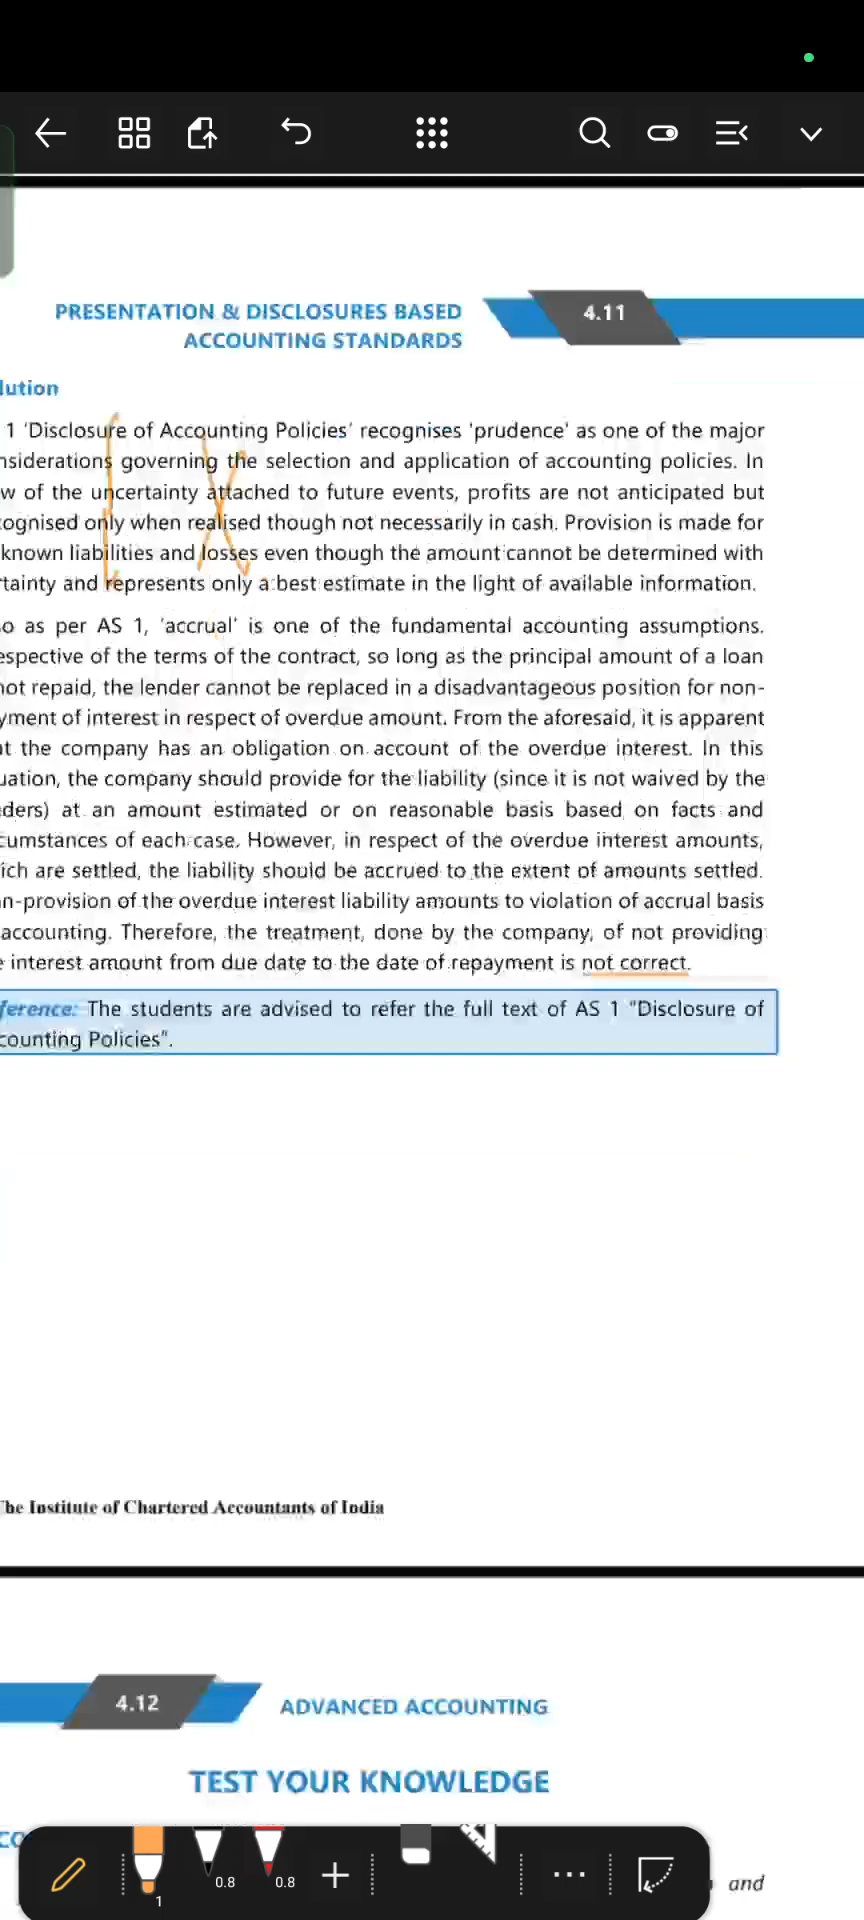 PRESENTATION & DISCLOSURES BASED
ACCOUNTING STANDARDS
4.11
lution
1 ‘Disclosure of Accounting Policies’ recognises 'prudence' as one of the major
nsiderations governing the selection and application of accounting policies. In
w of the uncertainty attached to future events, profits are not anticipated but
cognised only when realised though not necessarily in cash. Provision is made for
known liabilities and losses even though the amount cannot be determined with
rtainty and represents only a best estimate in the light of available information.
so as per AS 1, ‘accrual’ is one of the fundamental accounting assumptions.
espective of the terms of the contract, so long as the principal amount of a loan
not repaid, the lender cannot be replaced in a disadvantageous position for non-
yment of interest in respect of overdue amount. From the aforesaid, it is apparent
at the company has an obligation on account of the overdue interest. In this
uation, the company should provide for the liability (since it is not waived by the
ders) at an amount estimated or on reasonable basis based on facts and
cumstances of each case. However, in respect of the overdue interest amounts,
ich are settled, the liability should be accrued to the extent of amounts settled.
n-provision of the overdue interest liability amounts to violation of accrual basis
accounting. Therefore, the treatment, done by the company, of not providing
e interest amount from due date to the date of repayment is not correct.
ference: The students are advised to refer the full text of AS 1 "Disclosure of
counting Policies".
The Institute of Chartered Accountants of India
4.12
ADVANCED ACCOUNTING
TEST YOUR KNOWLEDGE
and
1
0.8
0.8